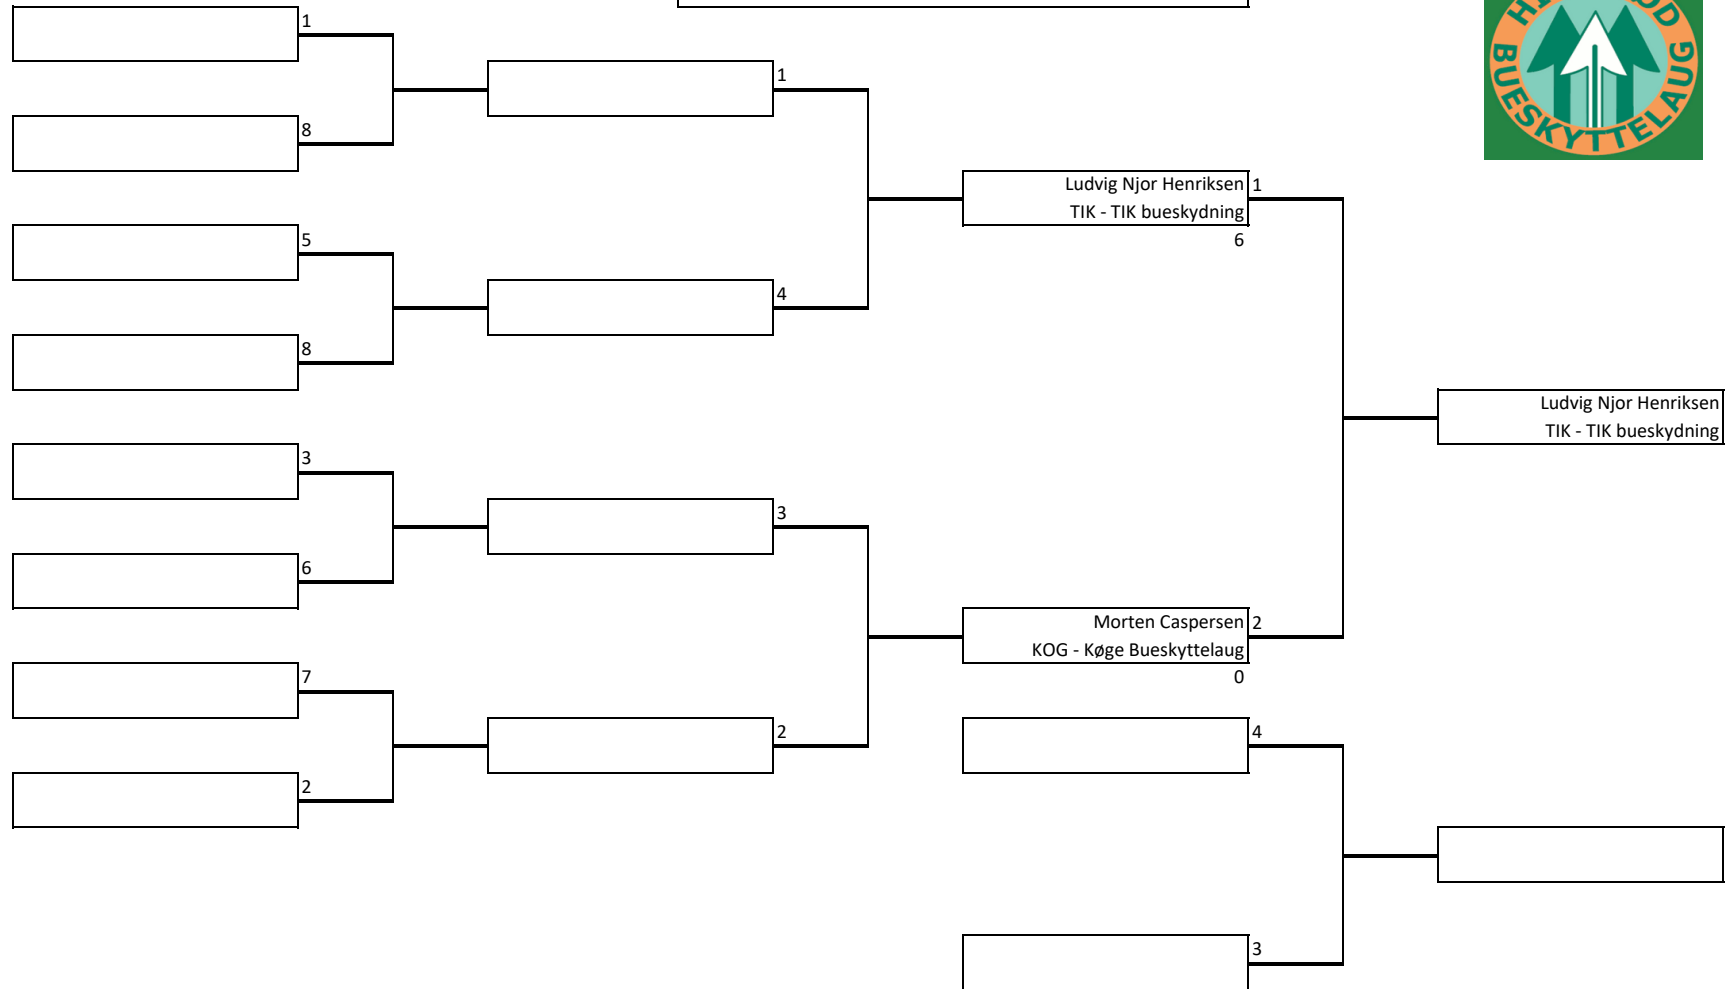 1
8
5
8
3
6
7
2
1
4
3
2
Ludvig Njor Henriksen 1
TIK - TIK bueskydning
6
Morten Caspersen 2
KOG - Køge Bueskyttelaug
0
4
3
Ludvig Njor Henriksen
TIK - TIK bueskydning
BUESKYTTELAUG